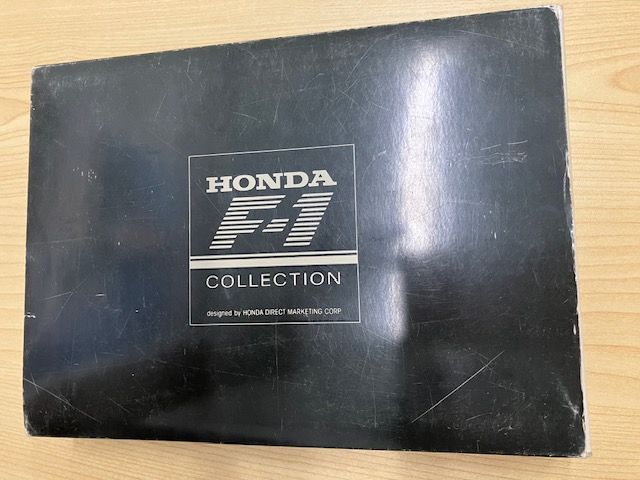 HONDA
F-1
COLLECTION
designed by HONDA DIRECT MARKETING CORP.